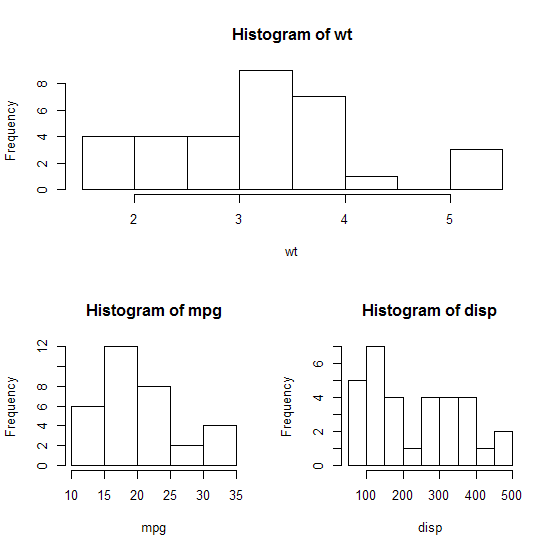 Histogram of wt
Frequency
0 2 4 6 8
2 3 4 5
wt
Histogram of mpg
Frequency
0 2 4 6 8 12
10 15 20 25 30 35
mpg
Histogram of disp
Frequency
0 2 4 6
100 200 300 400 500
disp